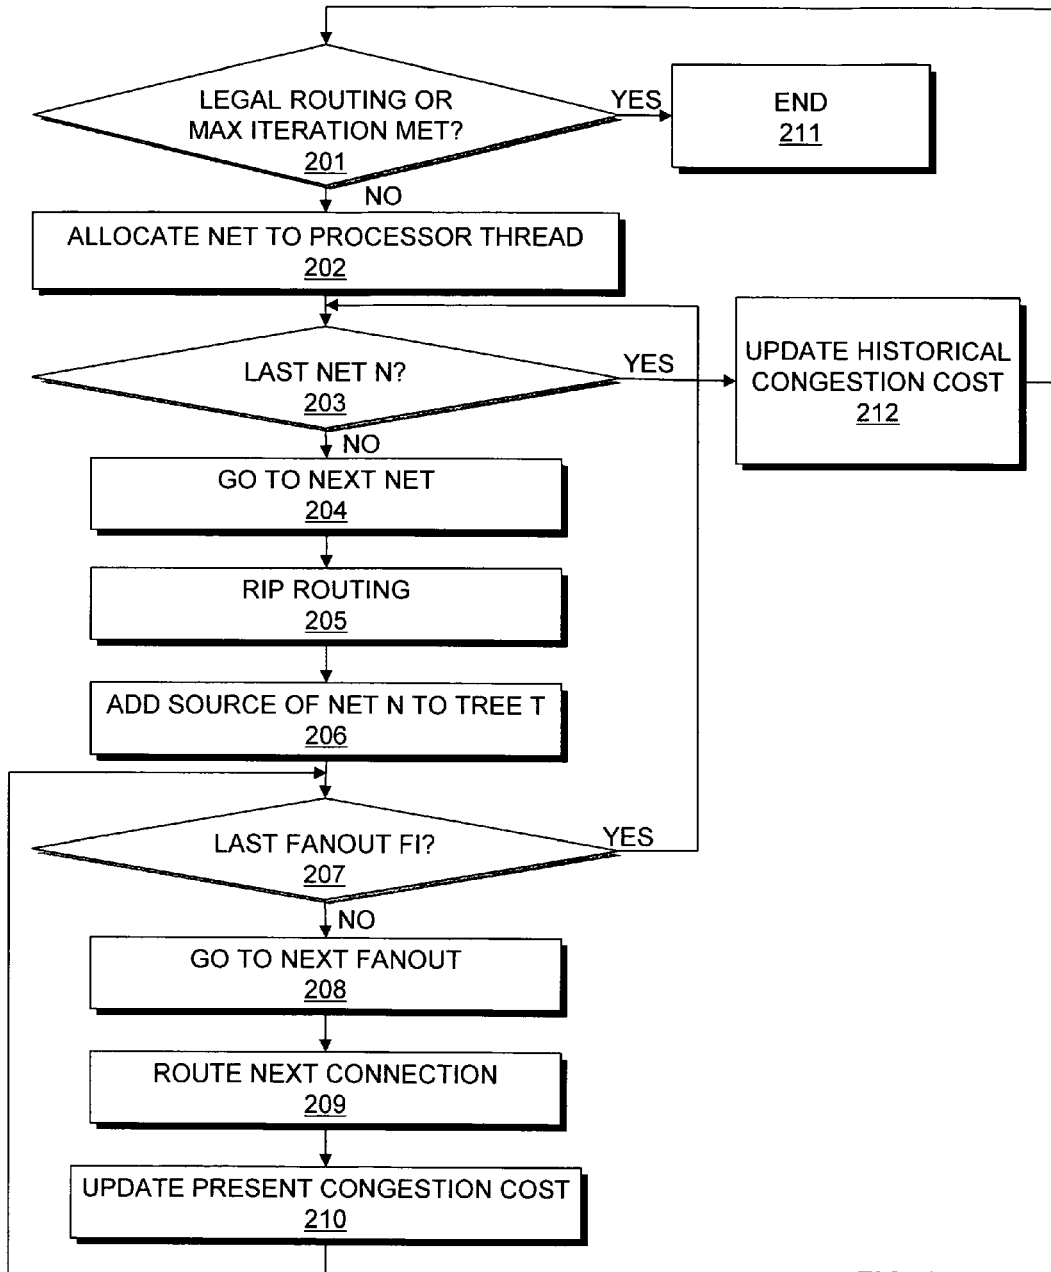 LEGAL ROUTING OR
MAX ITERATION MET?
201
YES
END
211
NO
ALLOCATE NET TO PROCESSOR THREAD
202
LAST NET N?
203
YES
UPDATE HISTORICAL
CONGESTION COST
212
NO
GO TO NEXT NET
204
RIP ROUTING
205
ADD SOURCE OF NET N TO TREE T
206
LAST FANOUT FI?
207
YES
NO
GO TO NEXT FANOUT
208
ROUTE NEXT CONNECTION
209
UPDATE PRESENT CONGESTION COST
210